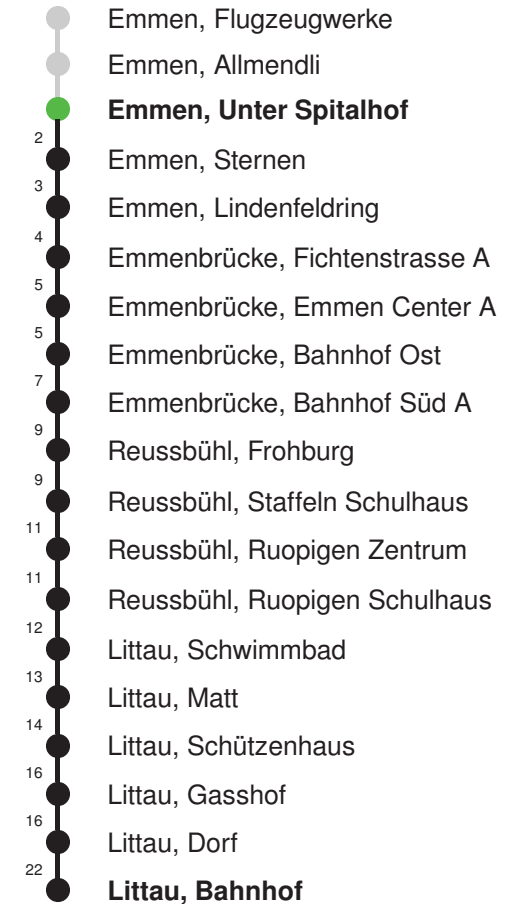 Emmen, Flugzeugwerke
Emmen, Allmendli
Emmen, Unter Spitalhof
2 Emmen, Sternen
3 Emmen, Lindenfeldring
4 Emmenbrücke, Fichtenstrasse A
5 Emmenbrücke, Emmen Center A
5 Emmenbrücke, Bahnhof Ost
7 Emmenbrücke, Bahnhof Süd A
9 Reussbühl, Frohburg
9 Reussbühl, Staffeln Schulhaus
11 Reussbühl, Ruopigen Zentrum
11 Reussbühl, Ruopigen Schulhaus
12 Littau, Schwimmbad
13 Littau, Matt
14 Littau, Schützenhaus
16 Littau, Gasshof
16 Littau, Dorf
22 Littau, Bahnhof